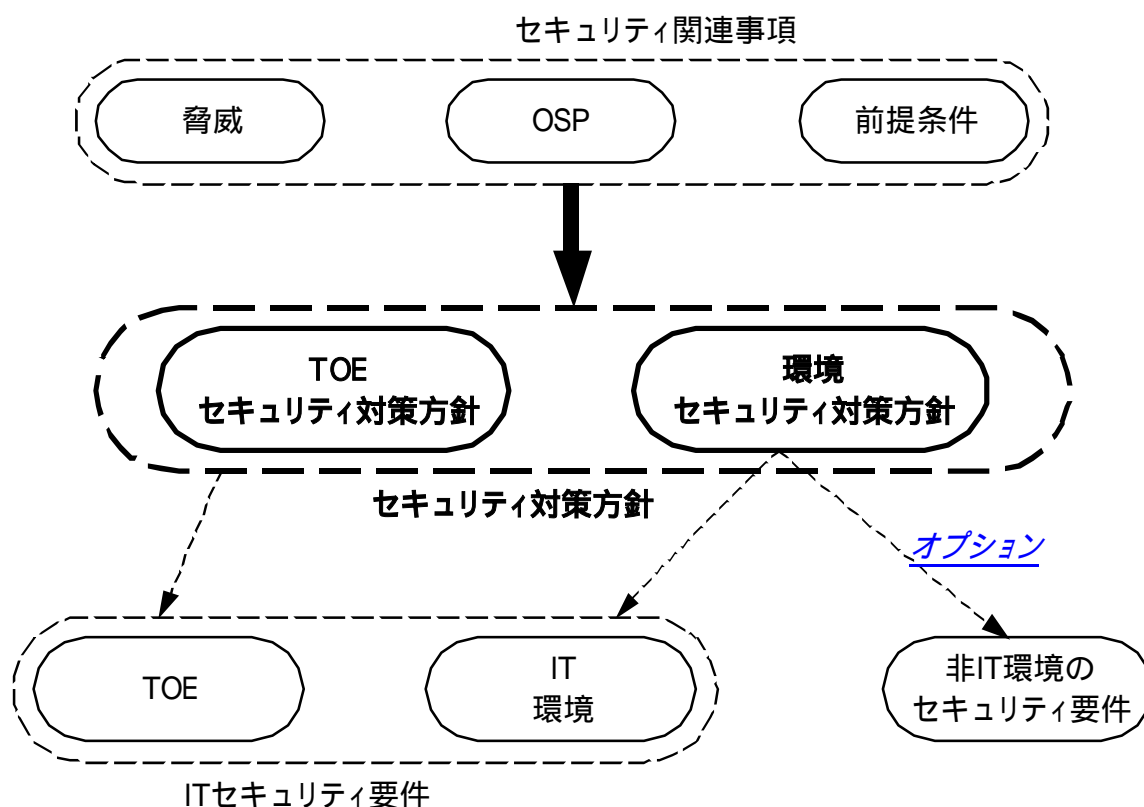 セキュリティ関連事項
脅威
OSP
前提条件
TOE
セキュリティ対策方針
環境
セキュリティ対策方針
セキュリティ対策方針
オプション
TOE
IT
環境
非IT環境の
セキュリティ要件
ITセキュリティ要件